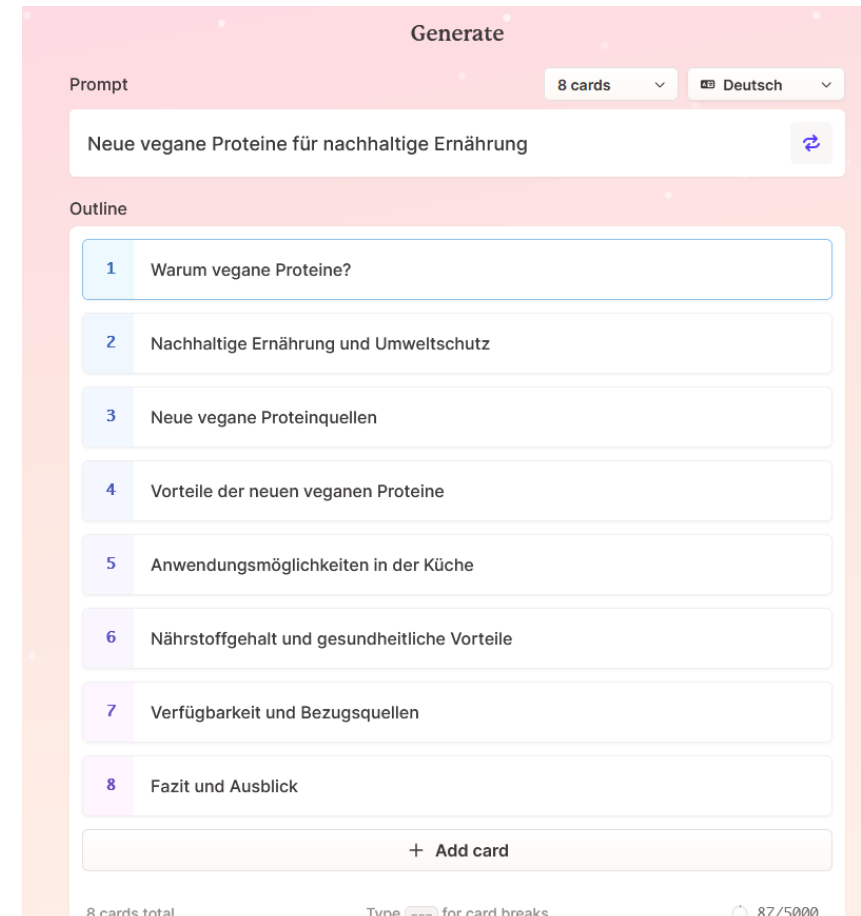 Generate
Prompt
8 cards
Deutsch
Neue vegane Proteine für nachhaltige Ernährung
Outline
1 Warum vegane Proteine?
2 Nachhaltige Ernährung und Umweltschutz
3 Neue vegane Proteinquellen
4 Vorteile der neuen veganen Proteine
5 Anwendungsmöglichkeiten in der Küche
6 Nährstoffgehalt und gesundheitliche Vorteile
7 Verfügbarkeit und Bezugsquellen
8 Fazit und Ausblick
+ Add card
8 cards total
Type --- for card breaks
87/5000